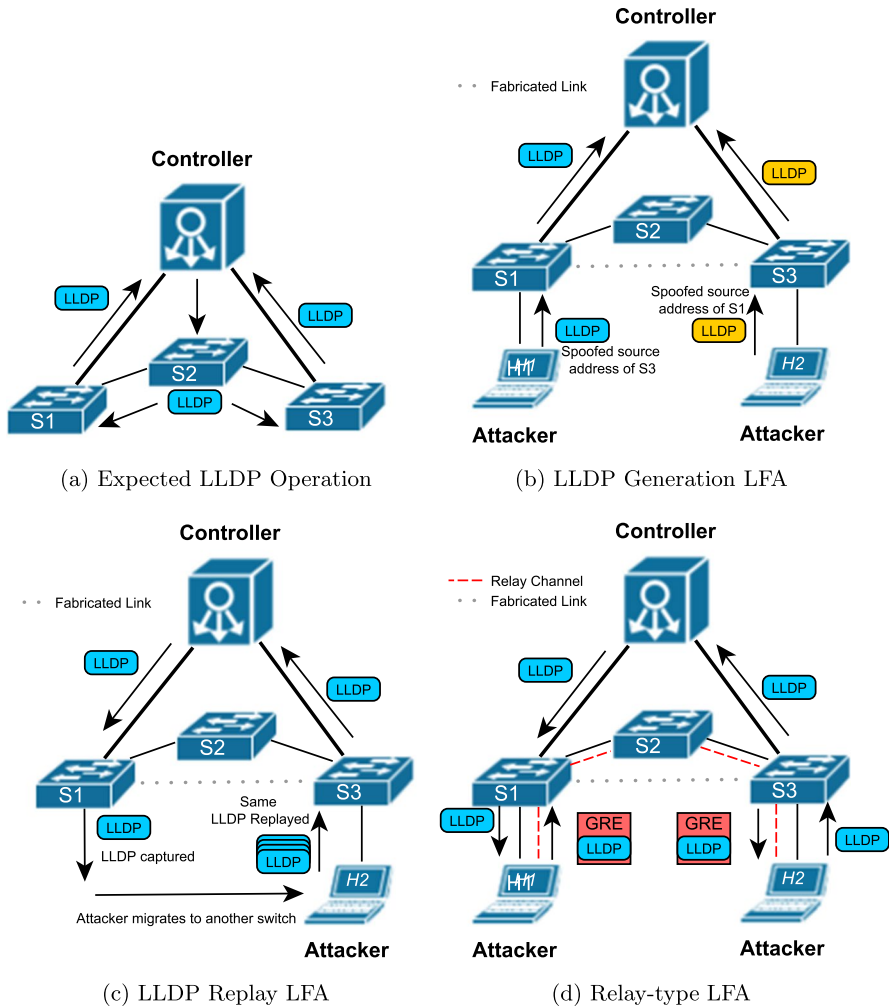 Controller
LLDP
LLDP
S2
LLDP
S1
S3
(a) Expected LLDP Operation
Fabricated Link
Controller
LLDP
LLDP
S2
S1
S3
Spoofed source
address of S1
LLDP
LLDP
Spoofed source
address of S3
H2
Attacker
Attacker
(b) LLDP Generation LFA
Controller
Fabricated Link
LLDP
LLDP
S2
S1
S3
Same
LLDP Replayed
LLDP
LLDP captured
LLDP
H2
Attacker migrates to another switch
Attacker
(c) LLDP Replay LFA
Controller
Relay Channel
Fabricated Link
LLDP
LLDP
S2
S1
S3
LLDP
GRE
LLDP
GRE
LLDP
LLDP
H2
Attacker
Attacker
(d) Relay-type LFA